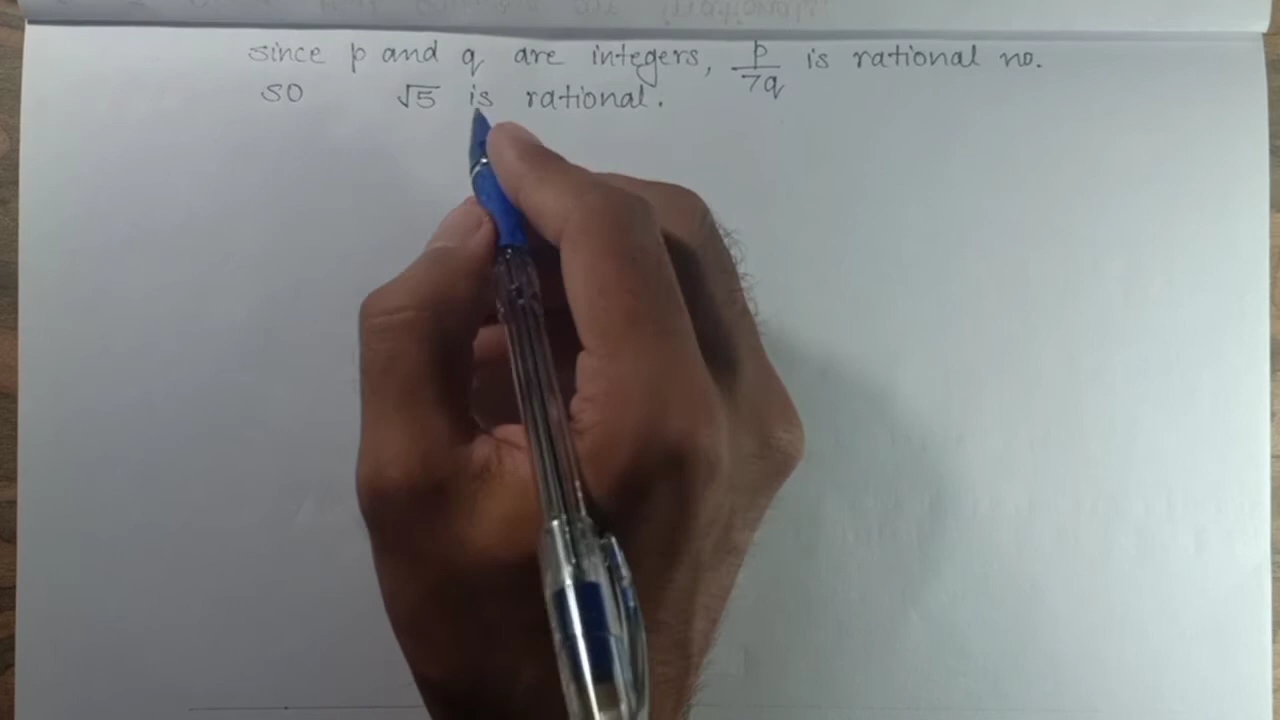 since p and q are integers, p/7q is rational no.
so √5 is rational.